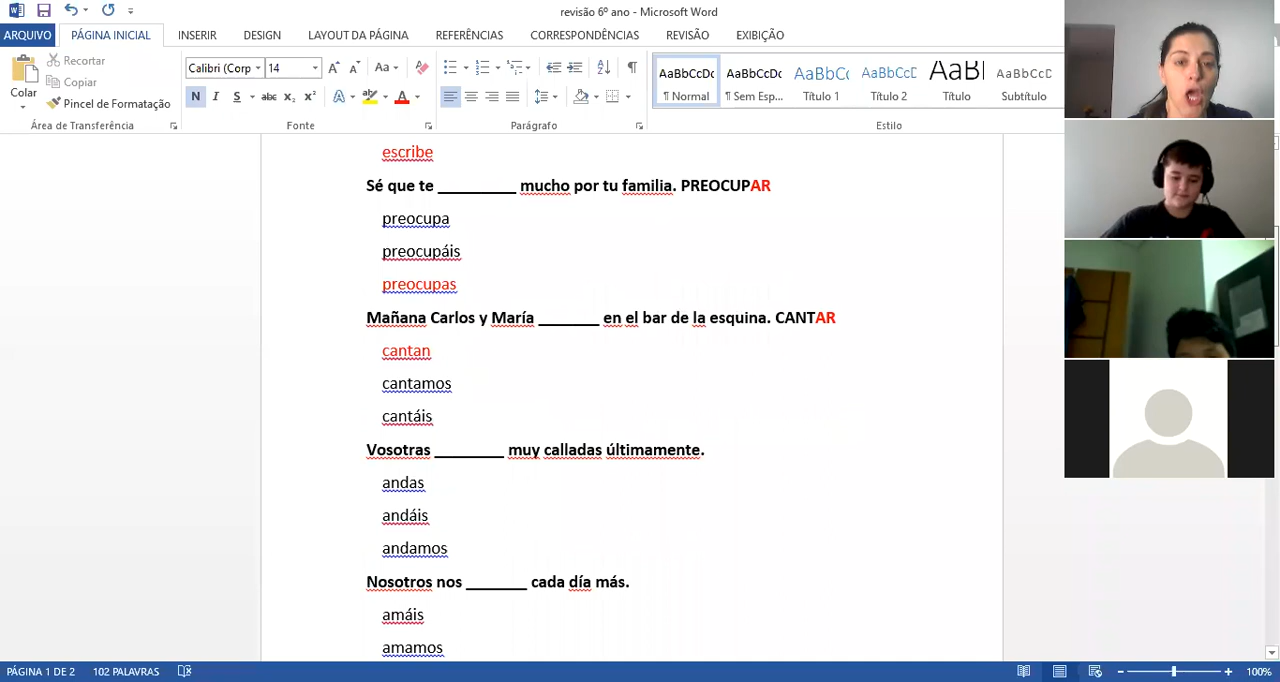 revisão 6º ano - Microsoft Word
ARQUIVO PÁGINA INICIAL INSERIR DESIGN LAYOUT DA PÁGINA REFERÊNCIAS CORRESPONDÊNCIAS REVISÃO EXIBIÇÃO
Colar
Recortar
Copiar
Pincel de Formatação
Área de Transferência
Calibri (Corp 14
Aa
N I S abc x₂ x² A A
Fonte
Parágrafo
AaBbCcDc AaBbCcDc AaBbCc AaBbCcD AaBl AaBbCcD
¶ Normal ¶ Sem Esp... Título 1 Título 2 Título Subtítulo
Estilo
escribe
Sé que te _________ mucho por tu familia. PREOCUPAR
preocupa
preocupáis
preocupas
Mañana Carlos y María _______ en el bar de la esquina. CANTAR
cantan
cantamos
cantáis
Vosotras ________ muy calladas últimamente.
andas
andáis
andamos
Nosotros nos _______ cada día más.
amáis
amamos
PÁGINA 1 DE 2 102 PALAVRAS 100%